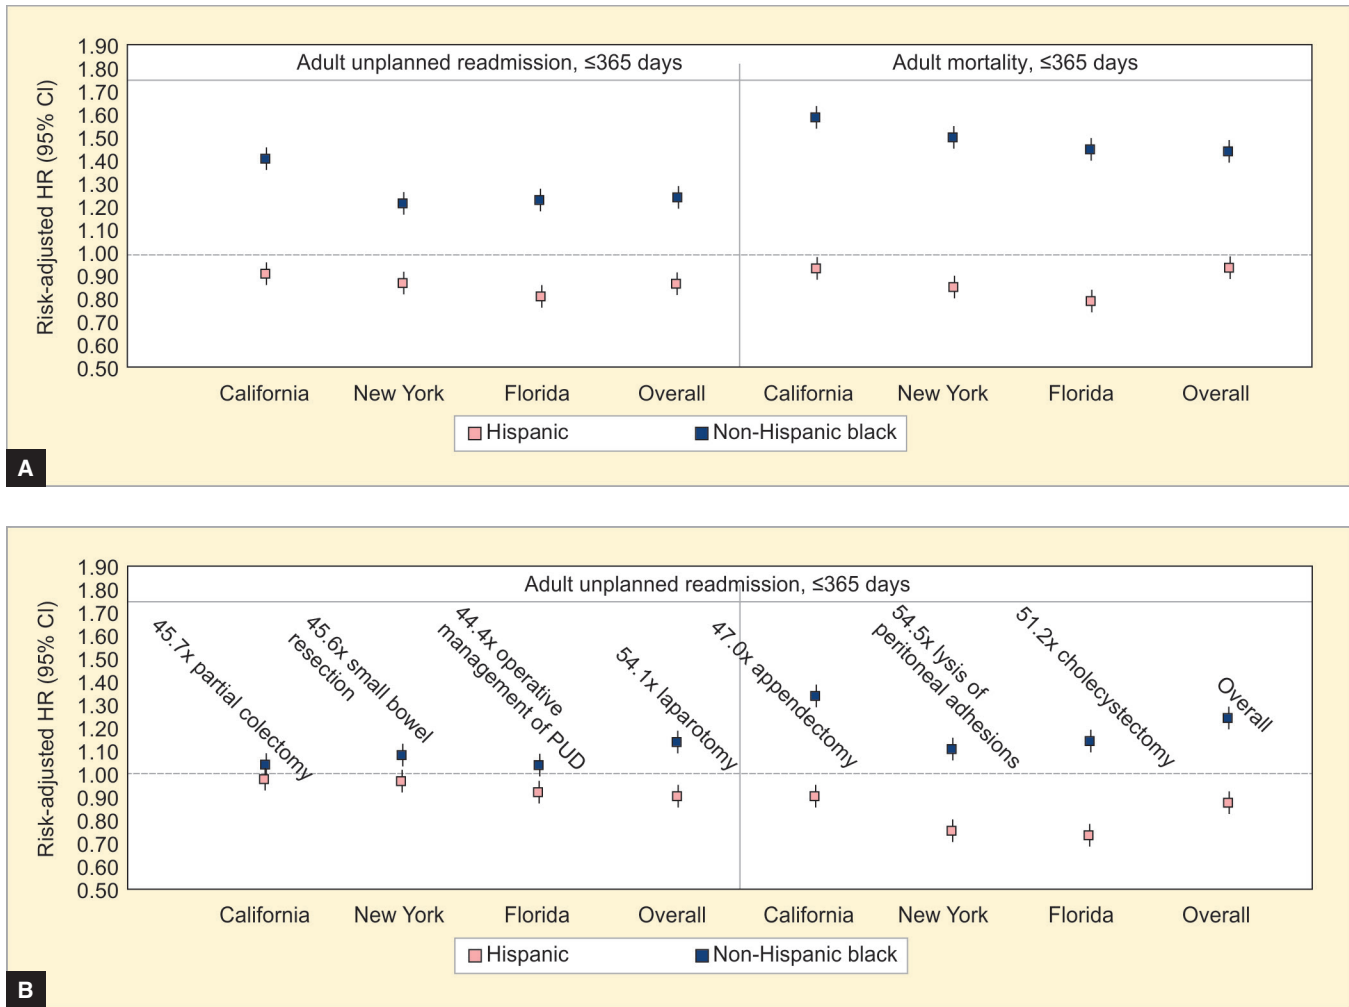 Adult unplanned readmission, ≤365 days
Adult mortality, ≤365 days
Risk-adjusted HR (95% CI)
1.90
1.80
1.70
1.60
1.50
1.40
1.30
1.20
1.10
1.00
0.90
0.80
0.70
0.60
0.50
California New York Florida Overall California New York Florida Overall
Hispanic Non-Hispanic black
A
Adult unplanned readmission, ≤365 days
Risk-adjusted HR (95% CI)
1.90
1.80
1.70
1.60
1.50
1.40
1.30
1.20
1.10
1.00
0.90
0.80
0.70
0.60
0.50
45.7x partial colectomy
45.6x small bowel
resection
44.4x operative
management of PUD
54.1x laparotomy
47.0x appendectomy
54.5x lysis of
peritoneal adhesions
51.2x cholecystectomy
Overall
California New York Florida Overall California New York Florida Overall
Hispanic Non-Hispanic black
B